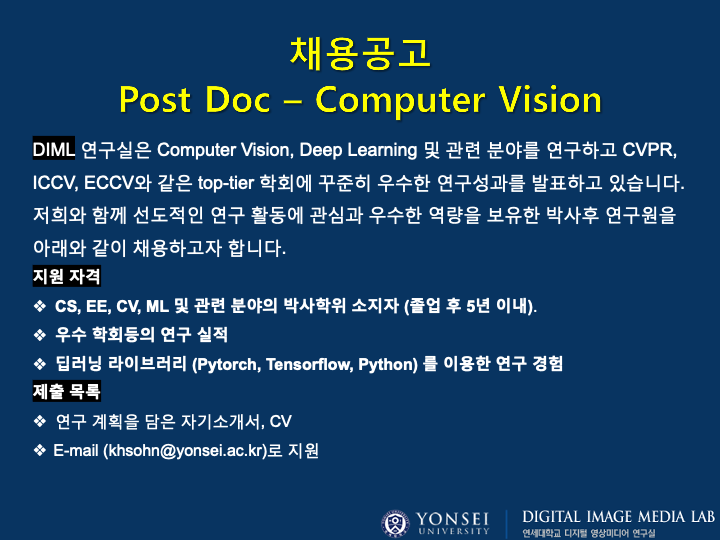 채용공고
Post Doc – Computer Vision
DIML 연구실은 Computer Vision, Deep Learning 및 관련 분야를 연구하고 CVPR,
ICCV, ECCV와 같은 top-tier 학회에 꾸준히 우수한 연구성과를 발표하고 있습니다.
저희와 함께 선도적인 연구 활동에 관심과 우수한 역량을 보유한 박사후 연구원을
아래와 같이 채용하고자 합니다.
지원 자격
❖ CS, EE, CV, ML 및 관련 분야의 박사학위 소지자 (졸업 후 5년 이내).
❖ 우수 학회등의 연구 실적
❖ 딥러닝 라이브러리 (Pytorch, Tensorflow, Python) 를 이용한 연구 경험
제출 목록
❖ 연구 계획을 담은 자기소개서, CV
❖ E-mail (khsohn@yonsei.ac.kr)로 지원
YONSEI
UNIVERSITY
DIGITAL IMAGE MEDIA LAB
연세대학교 디지털 영상미디어 연구실